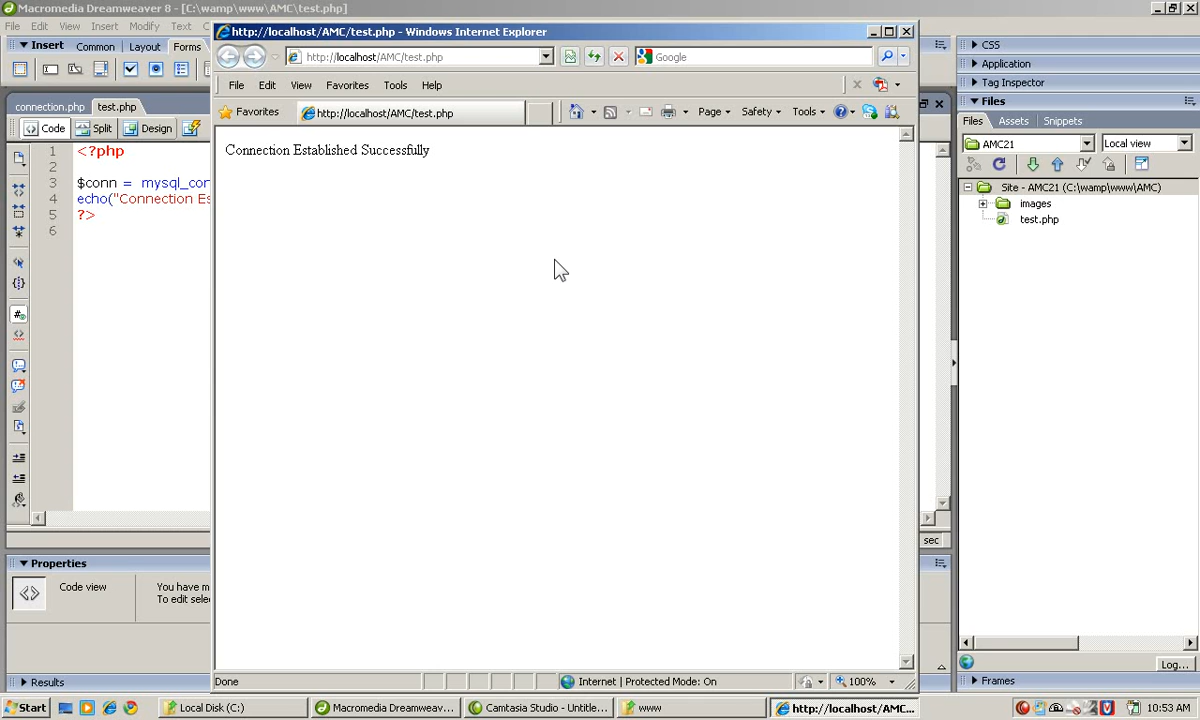 Macromedia Dreamweaver 8 - [C:\wamp\www\AMC\test.php]
File Edit View Insert Modify Text
Insert Common Layout Forms
connection.php test.php
Code Split Design
1 <?php
2
3 $conn = mysql_con
4 echo("Connection Es
5 ?>
6
Properties
Code view
You have m
To edit sele
Results
http://localhost/AMC/test.php - Windows Internet Explorer
http://localhost/AMC/test.php
Google
File Edit View Favorites Tools Help
Favorites
http://localhost/AMC/test.php
Page Safety Tools
Connection Established Successfully
Done
Internet | Protected Mode: On
100%
sec
CSS
Application
Tag Inspector
Files
Files Assets Snippets
AMC21
Local view
Site - AMC21 (C:\wamp\www\AMC)
images
test.php
Log...
Frames
Start
Local Disk (C:)
Macromedia Dreamweav...
Camtasia Studio - Untitle...
www
http://localhost/AMC...
10:53 AM